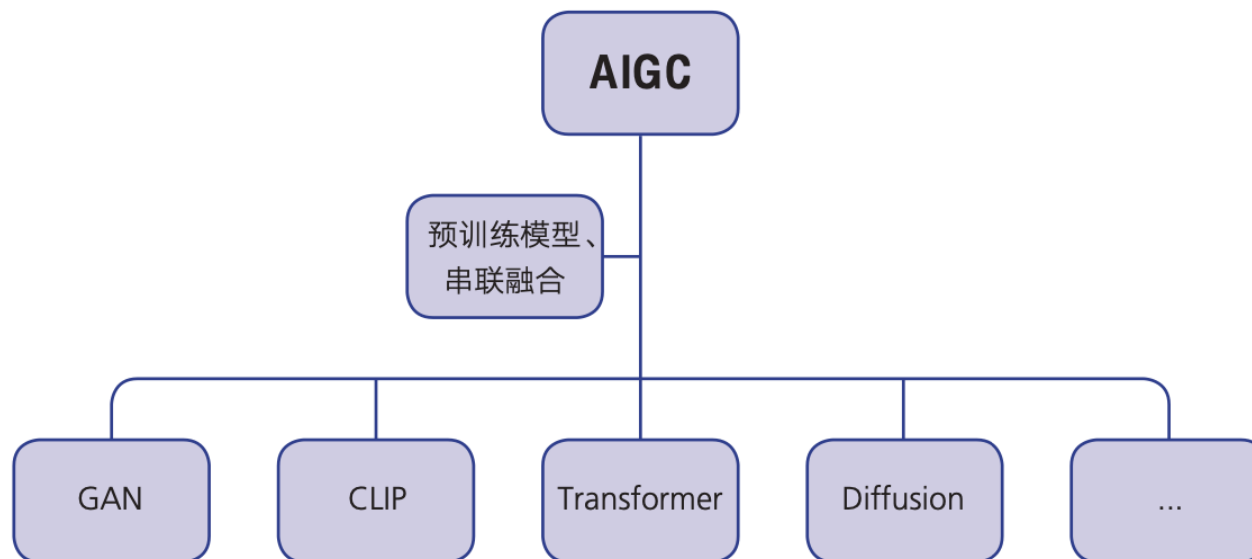 AIGC
预训练模型、
串联融合
GAN
CLIP
Transformer
Diffusion
...